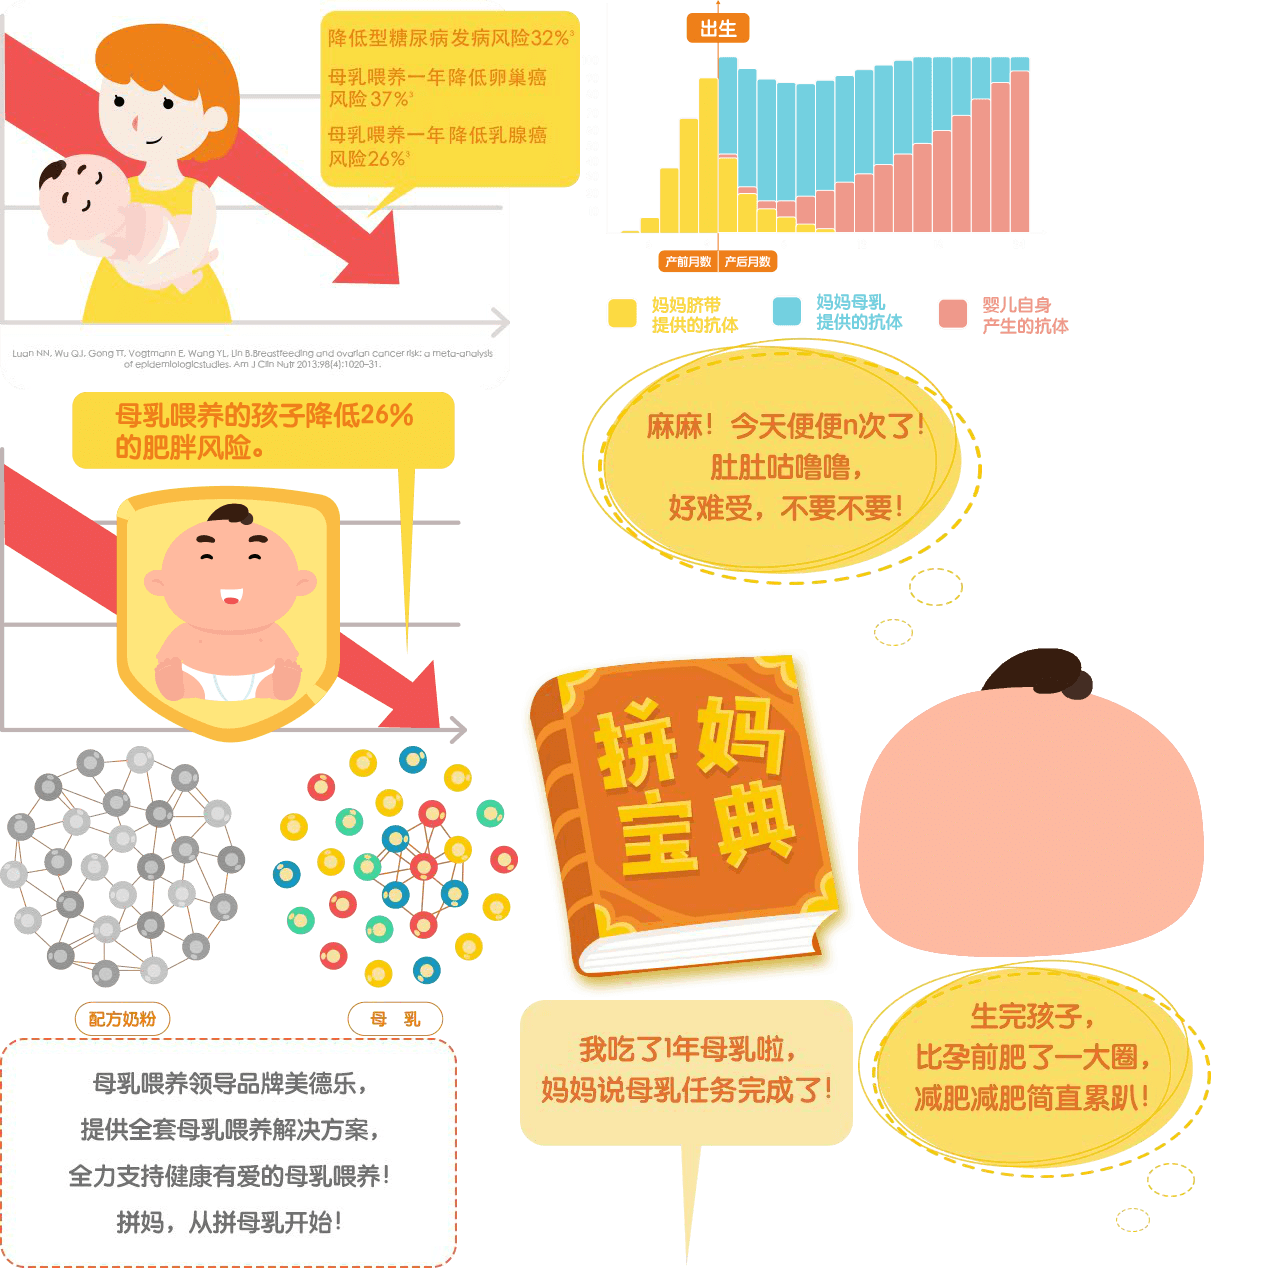 降低型糖尿病发病风险32%³
母乳喂养一年降低卵巢癌
风险37%³
母乳喂养一年降低乳腺癌
风险26%³
Luan NN, Wu QJ, Gong TT, Vogtmann E, Wang YL, Lin B.Breastfeeding and ovarian cancer risk: a meta-analysis
of epidemiologicstudies. Am J Clin Nutr 2013;98(4):1020–31.
出生
产前月数 产后月数
妈妈脐带
提供的抗体
妈妈母乳
提供的抗体
婴儿自身
产生的抗体
母乳喂养的孩子降低26%
的肥胖风险。
麻麻！今天便便n次了！
肚肚咕噜噜，
好难受，不要不要！
拼妈
宝典
配方奶粉
母 乳
母乳喂养领导品牌美德乐，
提供全套母乳喂养解决方案，
全力支持健康有爱的母乳喂养！
拼妈，从拼母乳开始！
我吃了1年母乳啦，
妈妈说母乳任务完成了！
生完孩子，
比孕前肥了一大圈，
减肥减肥简直累趴！